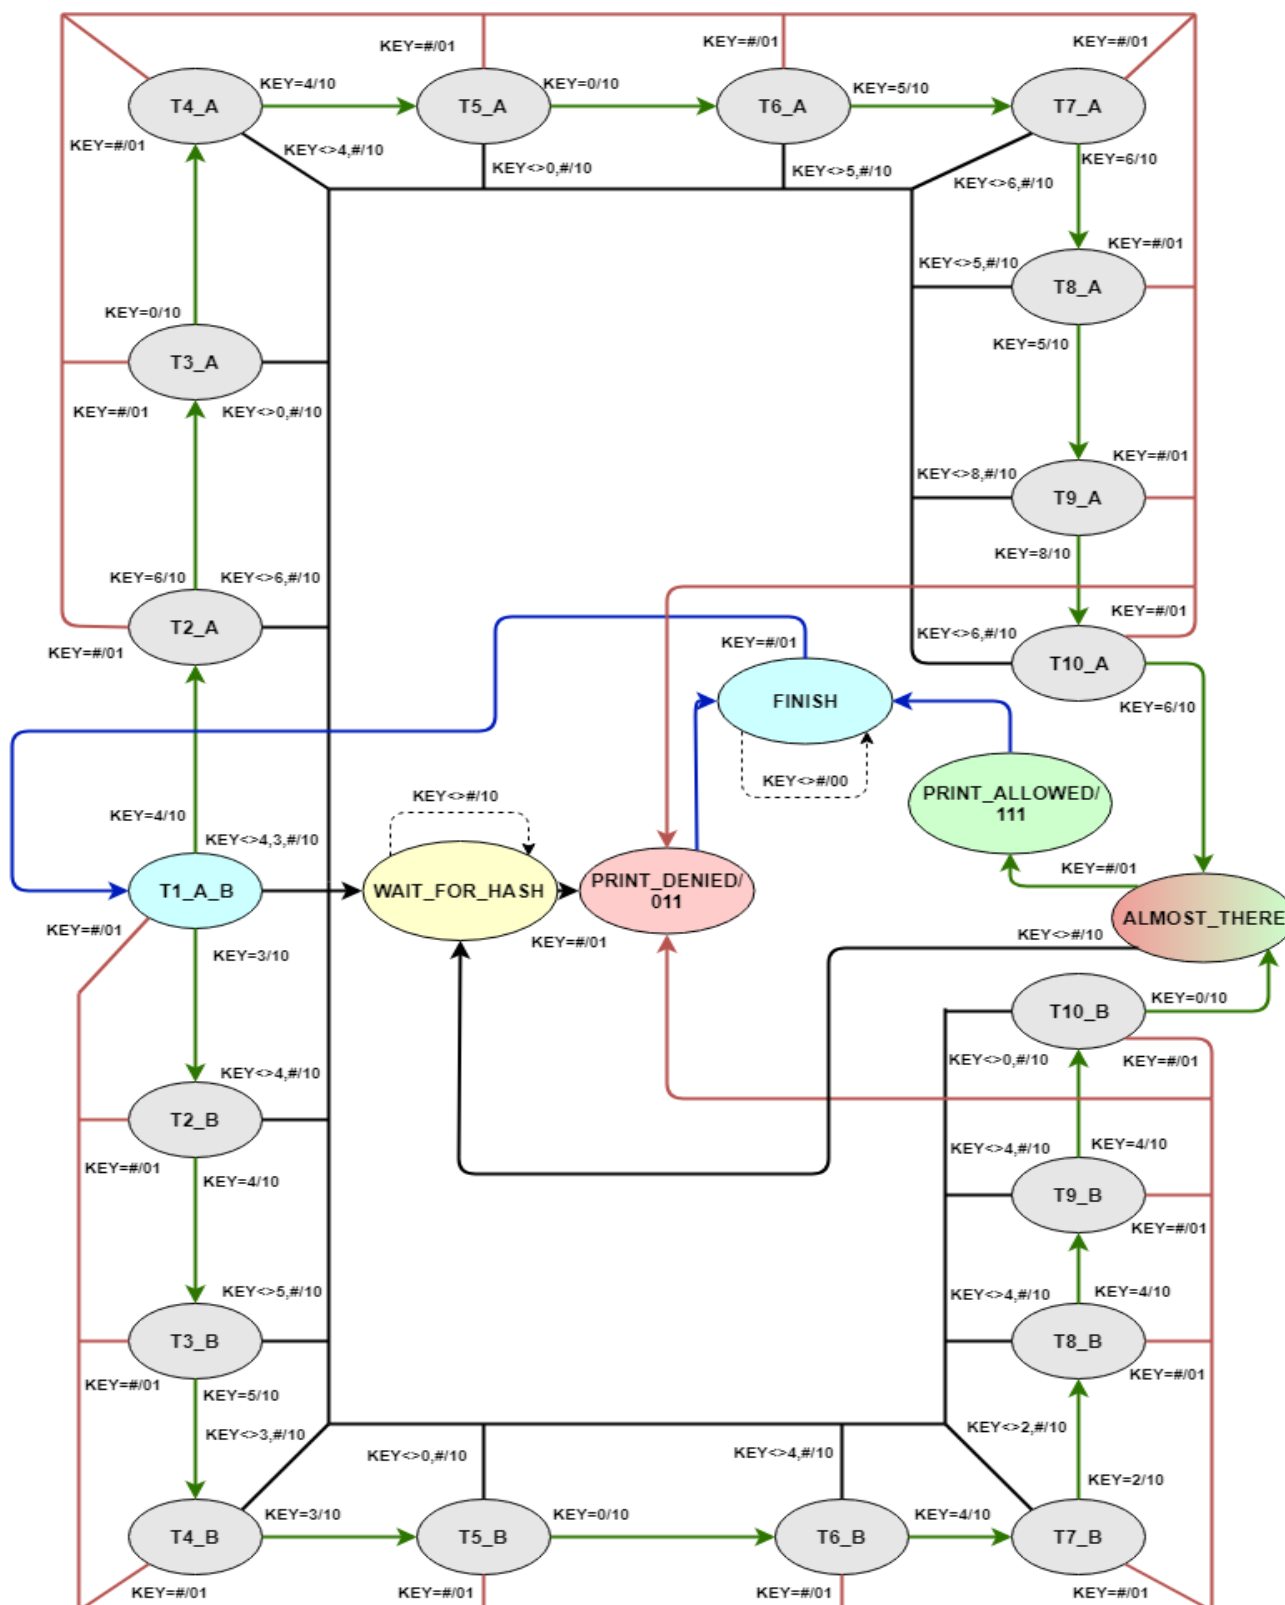 KEY=#/01
KEY=#/01
KEY=#/01
T4_A
KEY=4/10
T5_A
KEY=0/10
T6_A
KEY=5/10
T7_A
KEY=#/01
KEY<>4,#/10
KEY<>0,#/10
KEY<>5,#/10
KEY=6/10
KEY<>6,#/10
KEY<>5,#/10
KEY=#/01
T8_A
KEY=0/10
KEY=5/10
T3_A
KEY=#/01
KEY<>0,#/10
KEY<>8,#/10
KEY=#/01
T9_A
KEY=8/10
KEY=6/10
KEY<>6,#/10
T2_A
KEY=#/01
KEY=#/01
KEY<>6,#/10
KEY=#/01
T10_A
KEY=6/10
FINISH
KEY<>#/00
PRINT_ALLOWED/
111
KEY<>#/10
KEY=4/10
KEY<>4,3,#/10
T1_A_B
WAIT_FOR_HASH
PRINT_DENIED/
011
KEY=#/01
ALMOST_THERE
KEY=#/01
KEY=#/01
KEY<>#/10
KEY=3/10
T10_B
KEY=0/10
KEY<>4,#/10
KEY<>0,#/10
KEY=#/01
T2_B
KEY=#/01
KEY=4/10
KEY<>4,#/10
KEY=4/10
T9_B
KEY=#/01
KEY<>5,#/10
KEY<>4,#/10
KEY=4/10
T3_B
T8_B
KEY=#/01
KEY=5/10
KEY=#/01
KEY<>3,#/10
KEY<>0,#/10
KEY<>4,#/10
KEY<>2,#/10
KEY=2/10
T4_B
KEY=3/10
T5_B
KEY=0/10
T6_B
KEY=4/10
T7_B
KEY=#/01
KEY=#/01
KEY=#/01
KEY=#/01